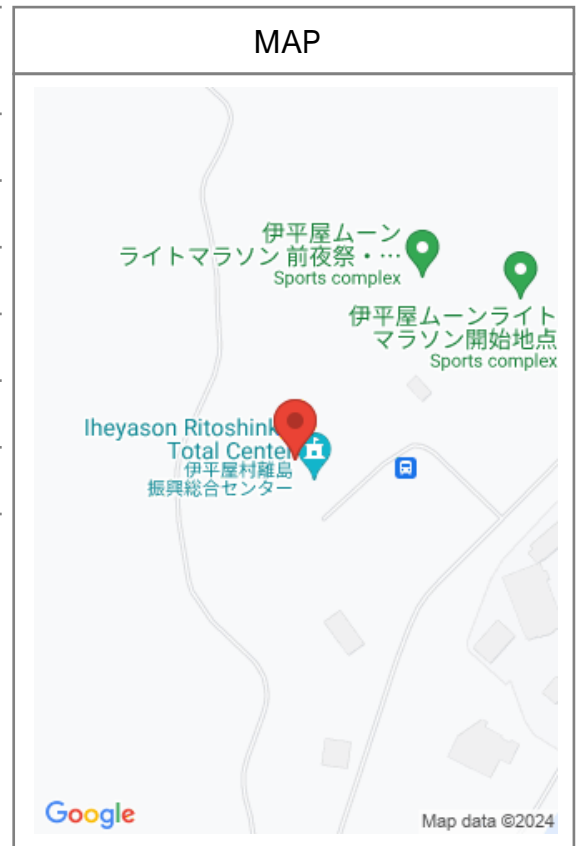 MAP
伊平屋ムーン
ライトマラソン 前夜祭・…
Sports complex
伊平屋ムーンライト
マラソン開始地点
Sports complex
Iheyason Ritoshink
Total Center
伊平屋村離島
振興総合センター
Google
Map data ©2024